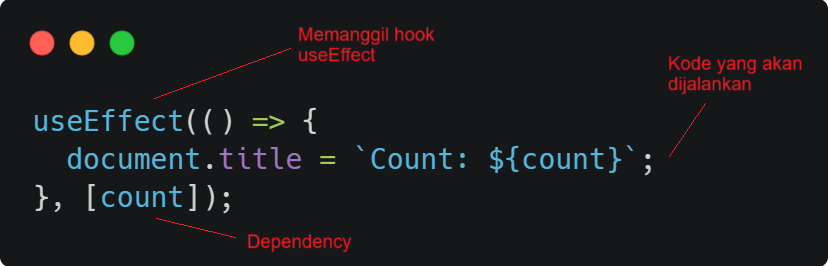 Memanggil hook
useEffect
Kode yang akan
dijalankan
useEffect(() => {
  document.title = `Count: ${count}`;
}, [count]);
Dependency